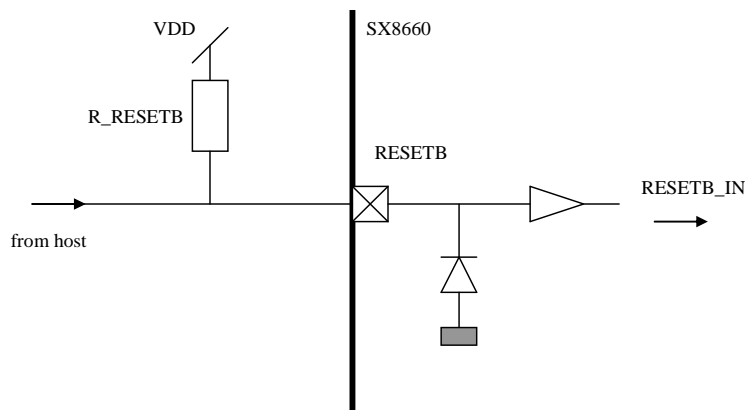 VDD
SX8660
R_RESETB
RESETB
RESETB_IN
from host